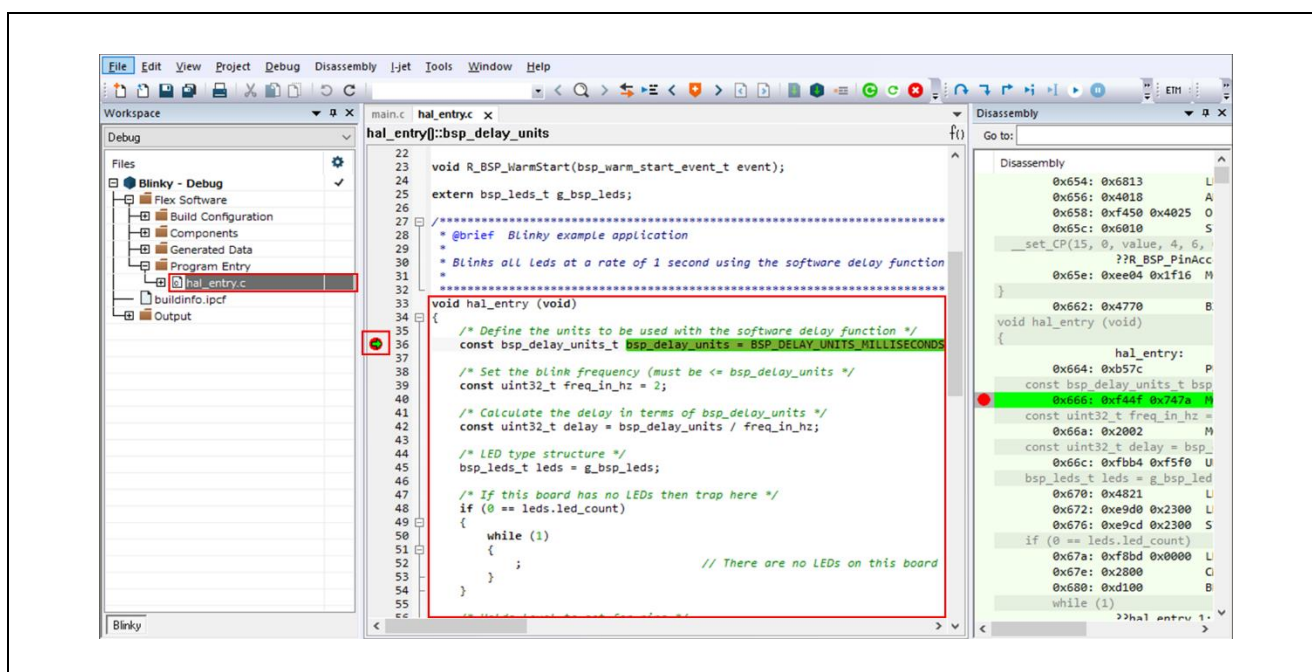 File Edit View Project Debug Disassembly I-jet Tools Window Help
ETM
Workspace
Debug
Files
Blinky - Debug
Flex Software
Build Configuration
Components
Generated Data
Program Entry
hal_entry.c
buildinfo.ipcf
Output
Blinky
main.c hal_entry.c x
hal_entry()::bsp_delay_units f()
22
23 void R_BSP_WarmStart(bsp_warm_start_event_t event);
24
25 extern bsp_leds_t g_bsp_leds;
26
27 /*************************************************************************
28 * @brief Blinky example application
29 *
30 * Blinks all leds at a rate of 1 second using the software delay function
31 *
32 *************************************************************************
33 void hal_entry (void)
34 {
35 /* Define the units to be used with the software delay function */
36 const bsp_delay_units_t bsp_delay_units = BSP_DELAY_UNITS_MILLISECONDS
37
38 /* Set the blink frequency (must be <= bsp_delay_units */
39 const uint32_t freq_in_hz = 2;
40
41 /* Calculate the delay in terms of bsp_delay_units */
42 const uint32_t delay = bsp_delay_units / freq_in_hz;
43
44 /* LED type structure */
45 bsp_leds_t leds = g_bsp_leds;
46
47 /* If this board has no LEDs then trap here */
48 if (0 == leds.led_count)
49 {
50 while (1)
51 {
52 ; // There are no LEDs on this board
53 }
54 }
55
56
Disassembly
Go to:
Disassembly
0x654: 0x6813
0x656: 0x4018
0x658: 0xf450 0x4025
0x65c: 0x6010
__set_CP(15, 0, value, 4, 6,
??R_BSP_PinAcc
0x65e: 0xee04 0x1f16
}
0x662: 0x4770
void hal_entry (void)
{
hal_entry:
0x664: 0xb57c
const bsp_delay_units_t bsp
0x666: 0xf44f 0x747a
const uint32_t freq_in_hz =
0x66a: 0x2002
const uint32_t delay = bsp_
0x66c: 0xfbb4 0xf5f0
bsp_leds_t leds = g_bsp_led
0x670: 0x4821
0x672: 0xe9d0 0x2300
0x676: 0xe9cd 0x2300
if (0 == leds.led_count)
0x67a: 0xf8bd 0x0000
0x67e: 0x2800
0x680: 0xd100
while (1)
??hal_entry_1: